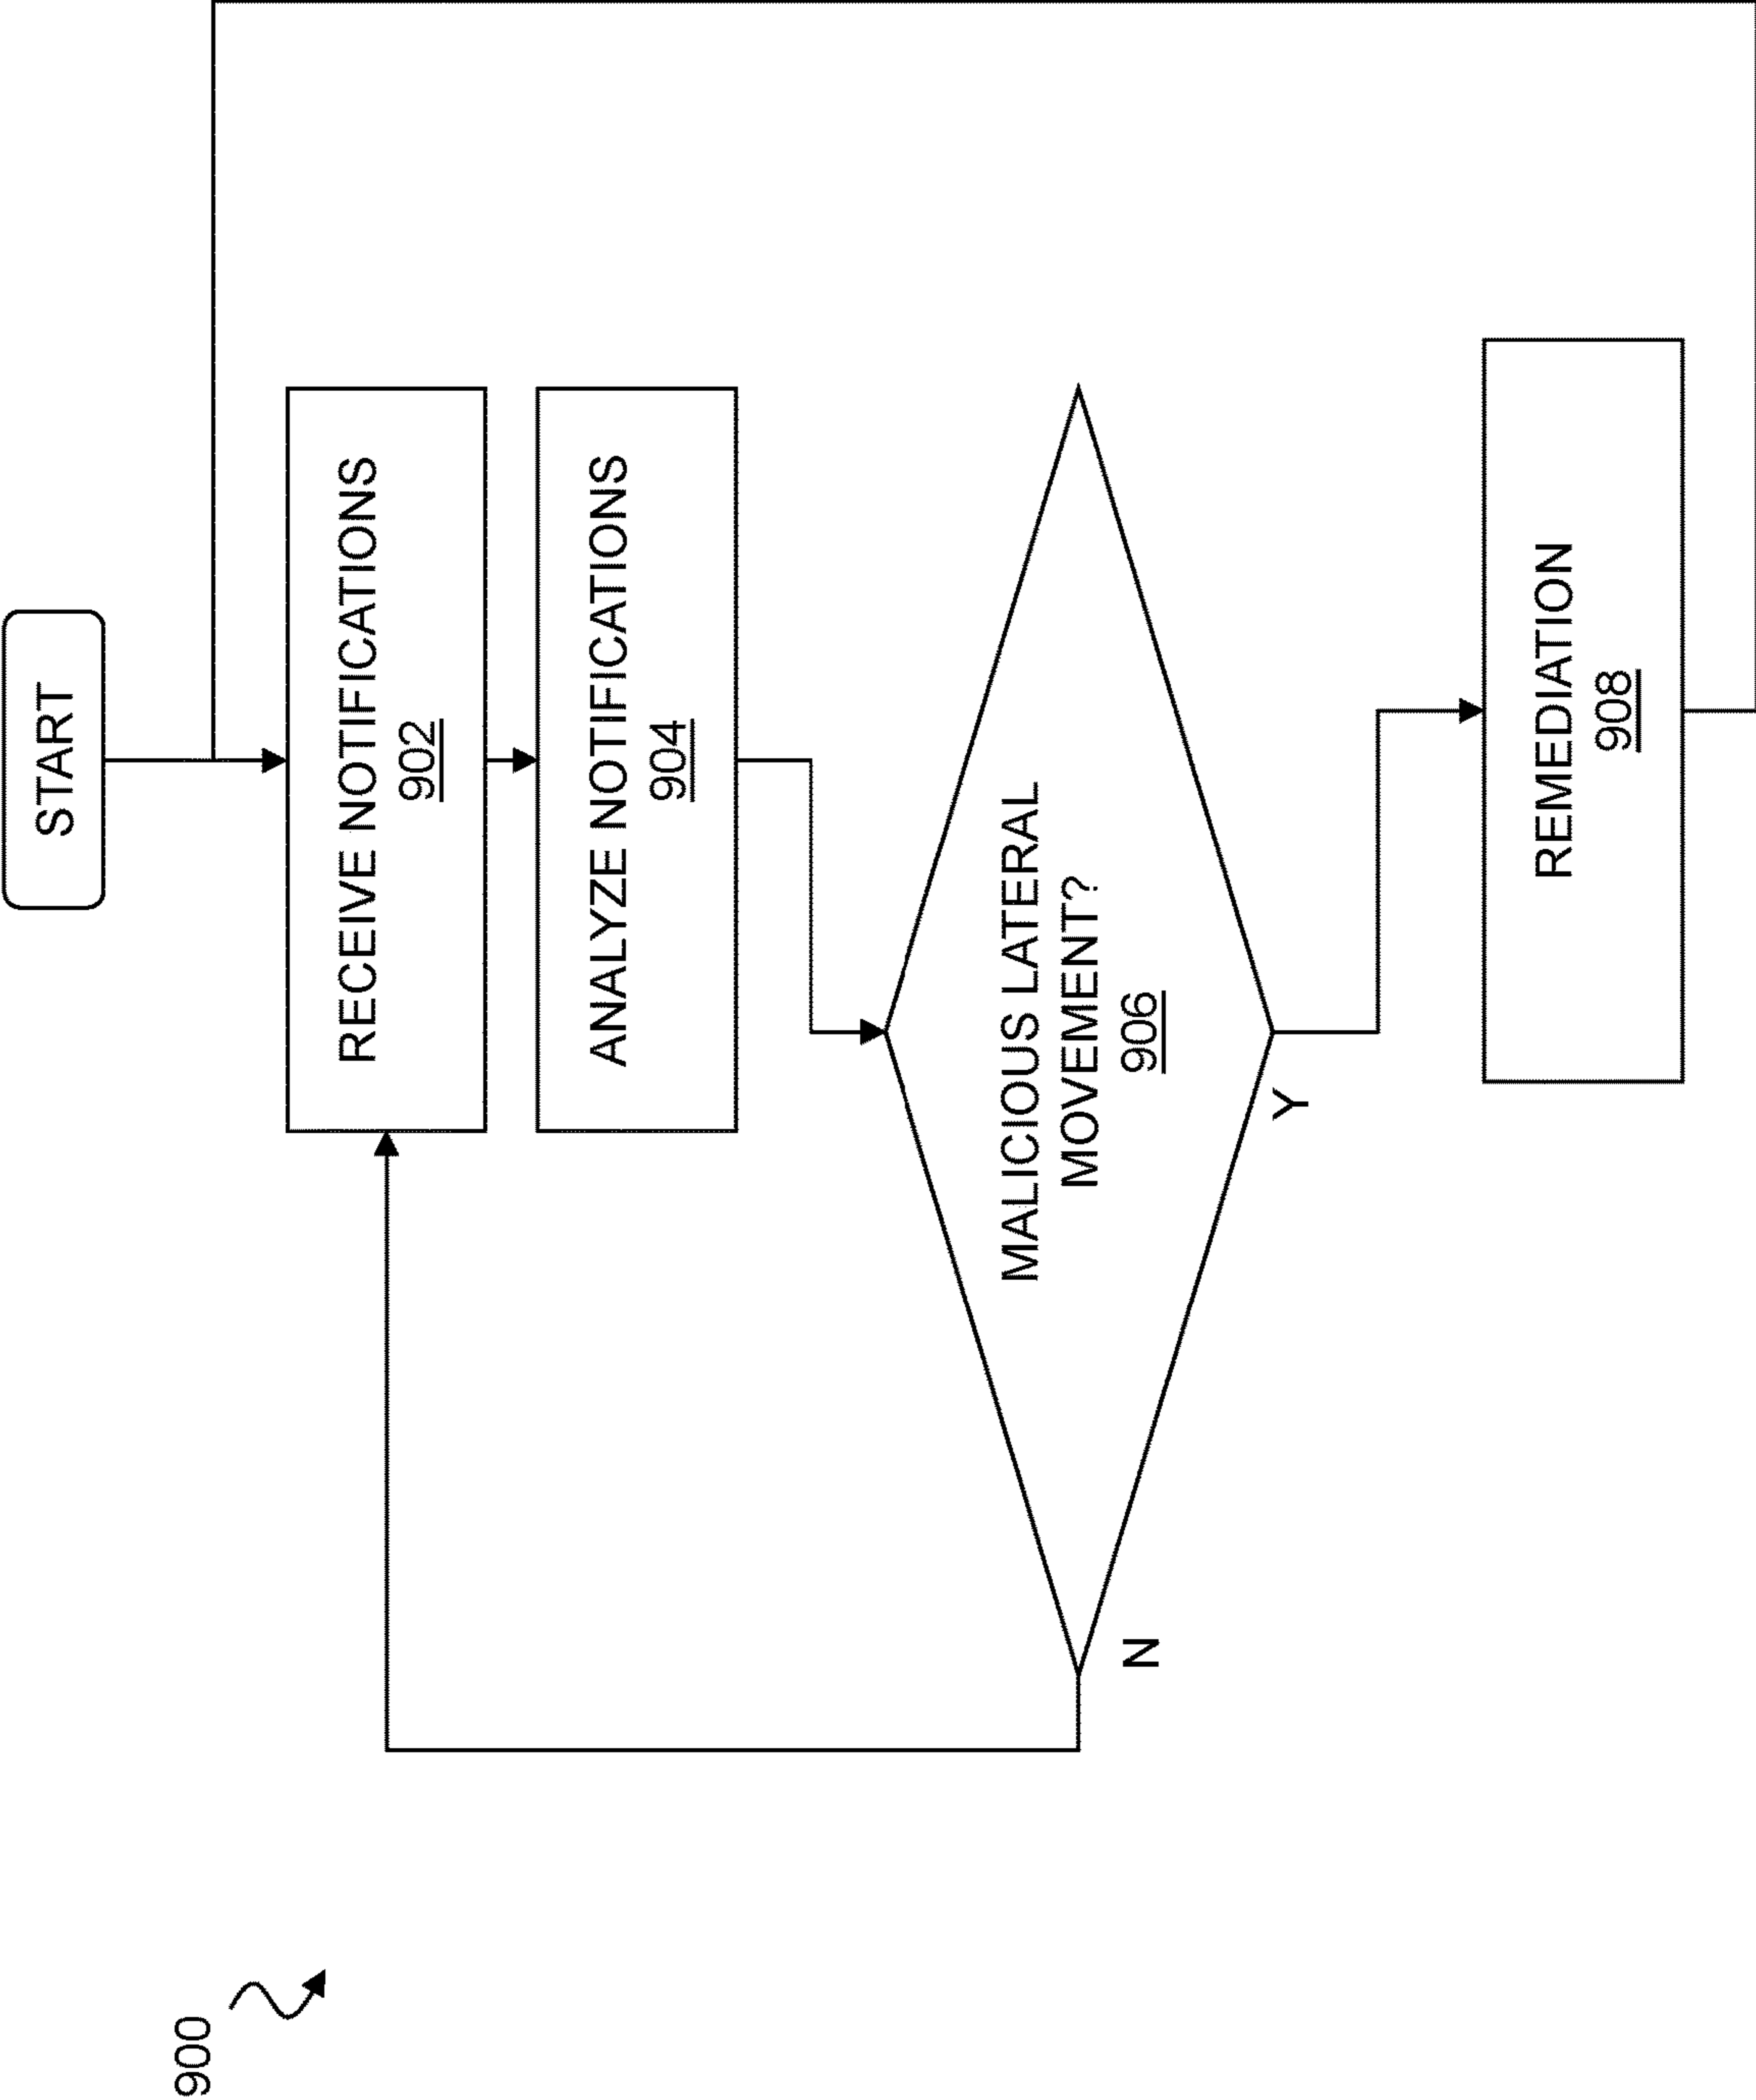 900
START
RECEIVE NOTIFICATIONS
902
ANALYZE NOTIFICATIONS
904
MALICIOUS LATERAL
MOVEMENT?
906
N
Y
REMEDIATION
908